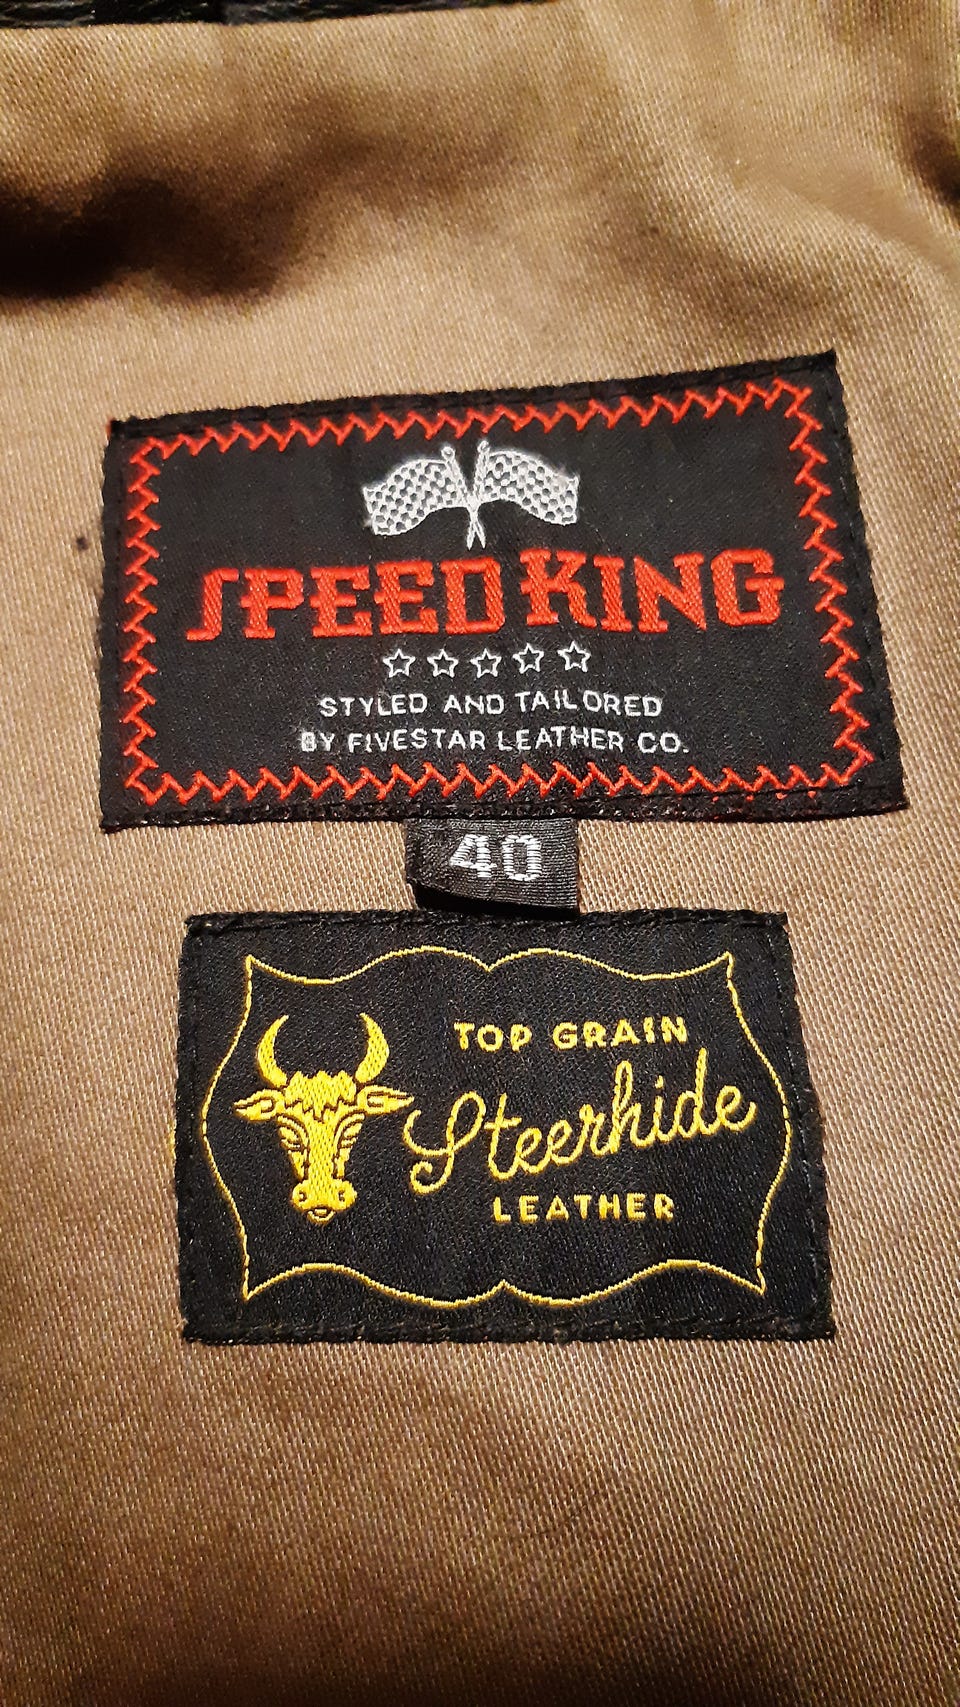 SPEED KING
STYLED AND TAILORED
BY FIVESTAR LEATHER CO.
40
TOP GRAIN
Steerhide
LEATHER